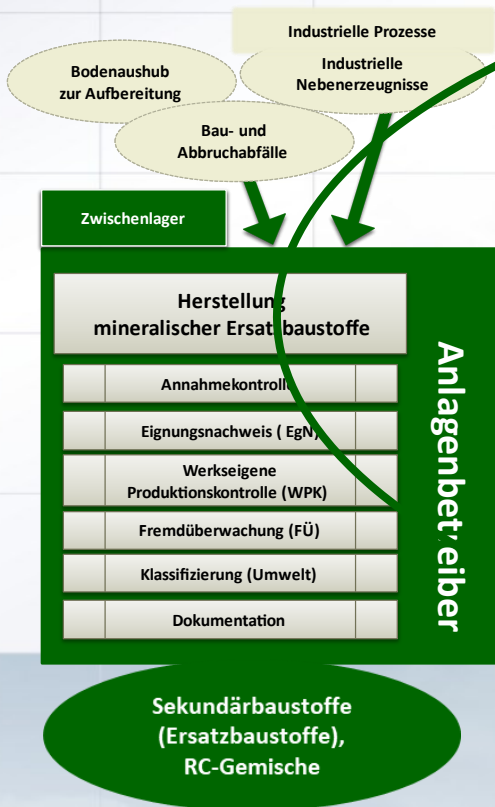 Industrielle Prozesse
Industrielle
Nebenerzeugnisse
Bodenaushub
zur Aufbereitung
Bau- und
Abbruchabfälle
Zwischenlager
Herstellung
mineralischer Ersatzbaustoffe
Annahmekontrolle
Eignungsnachweis ( EgN)
Werkseigene
Produktionskontrolle (WPK)
Fremdüberwachung (FÜ)
Klassifizierung (Umwelt)
Dokumentation
Anlagenbetreiber
Sekundärbaustoffe
(Ersatzbaustoffe),
RC-Gemische